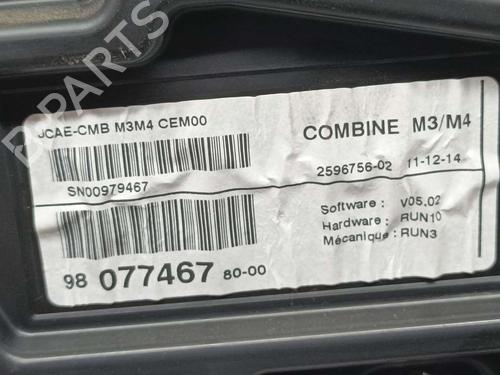 B-PARTS
JCAE-CMB M3M4 CEM00
COMBINE M3/M4
SN00979467
2596756-02 11-12-14
Software : V05.02
Hardware : RUN10
Mécanique : RUN3
98 077467 80-00